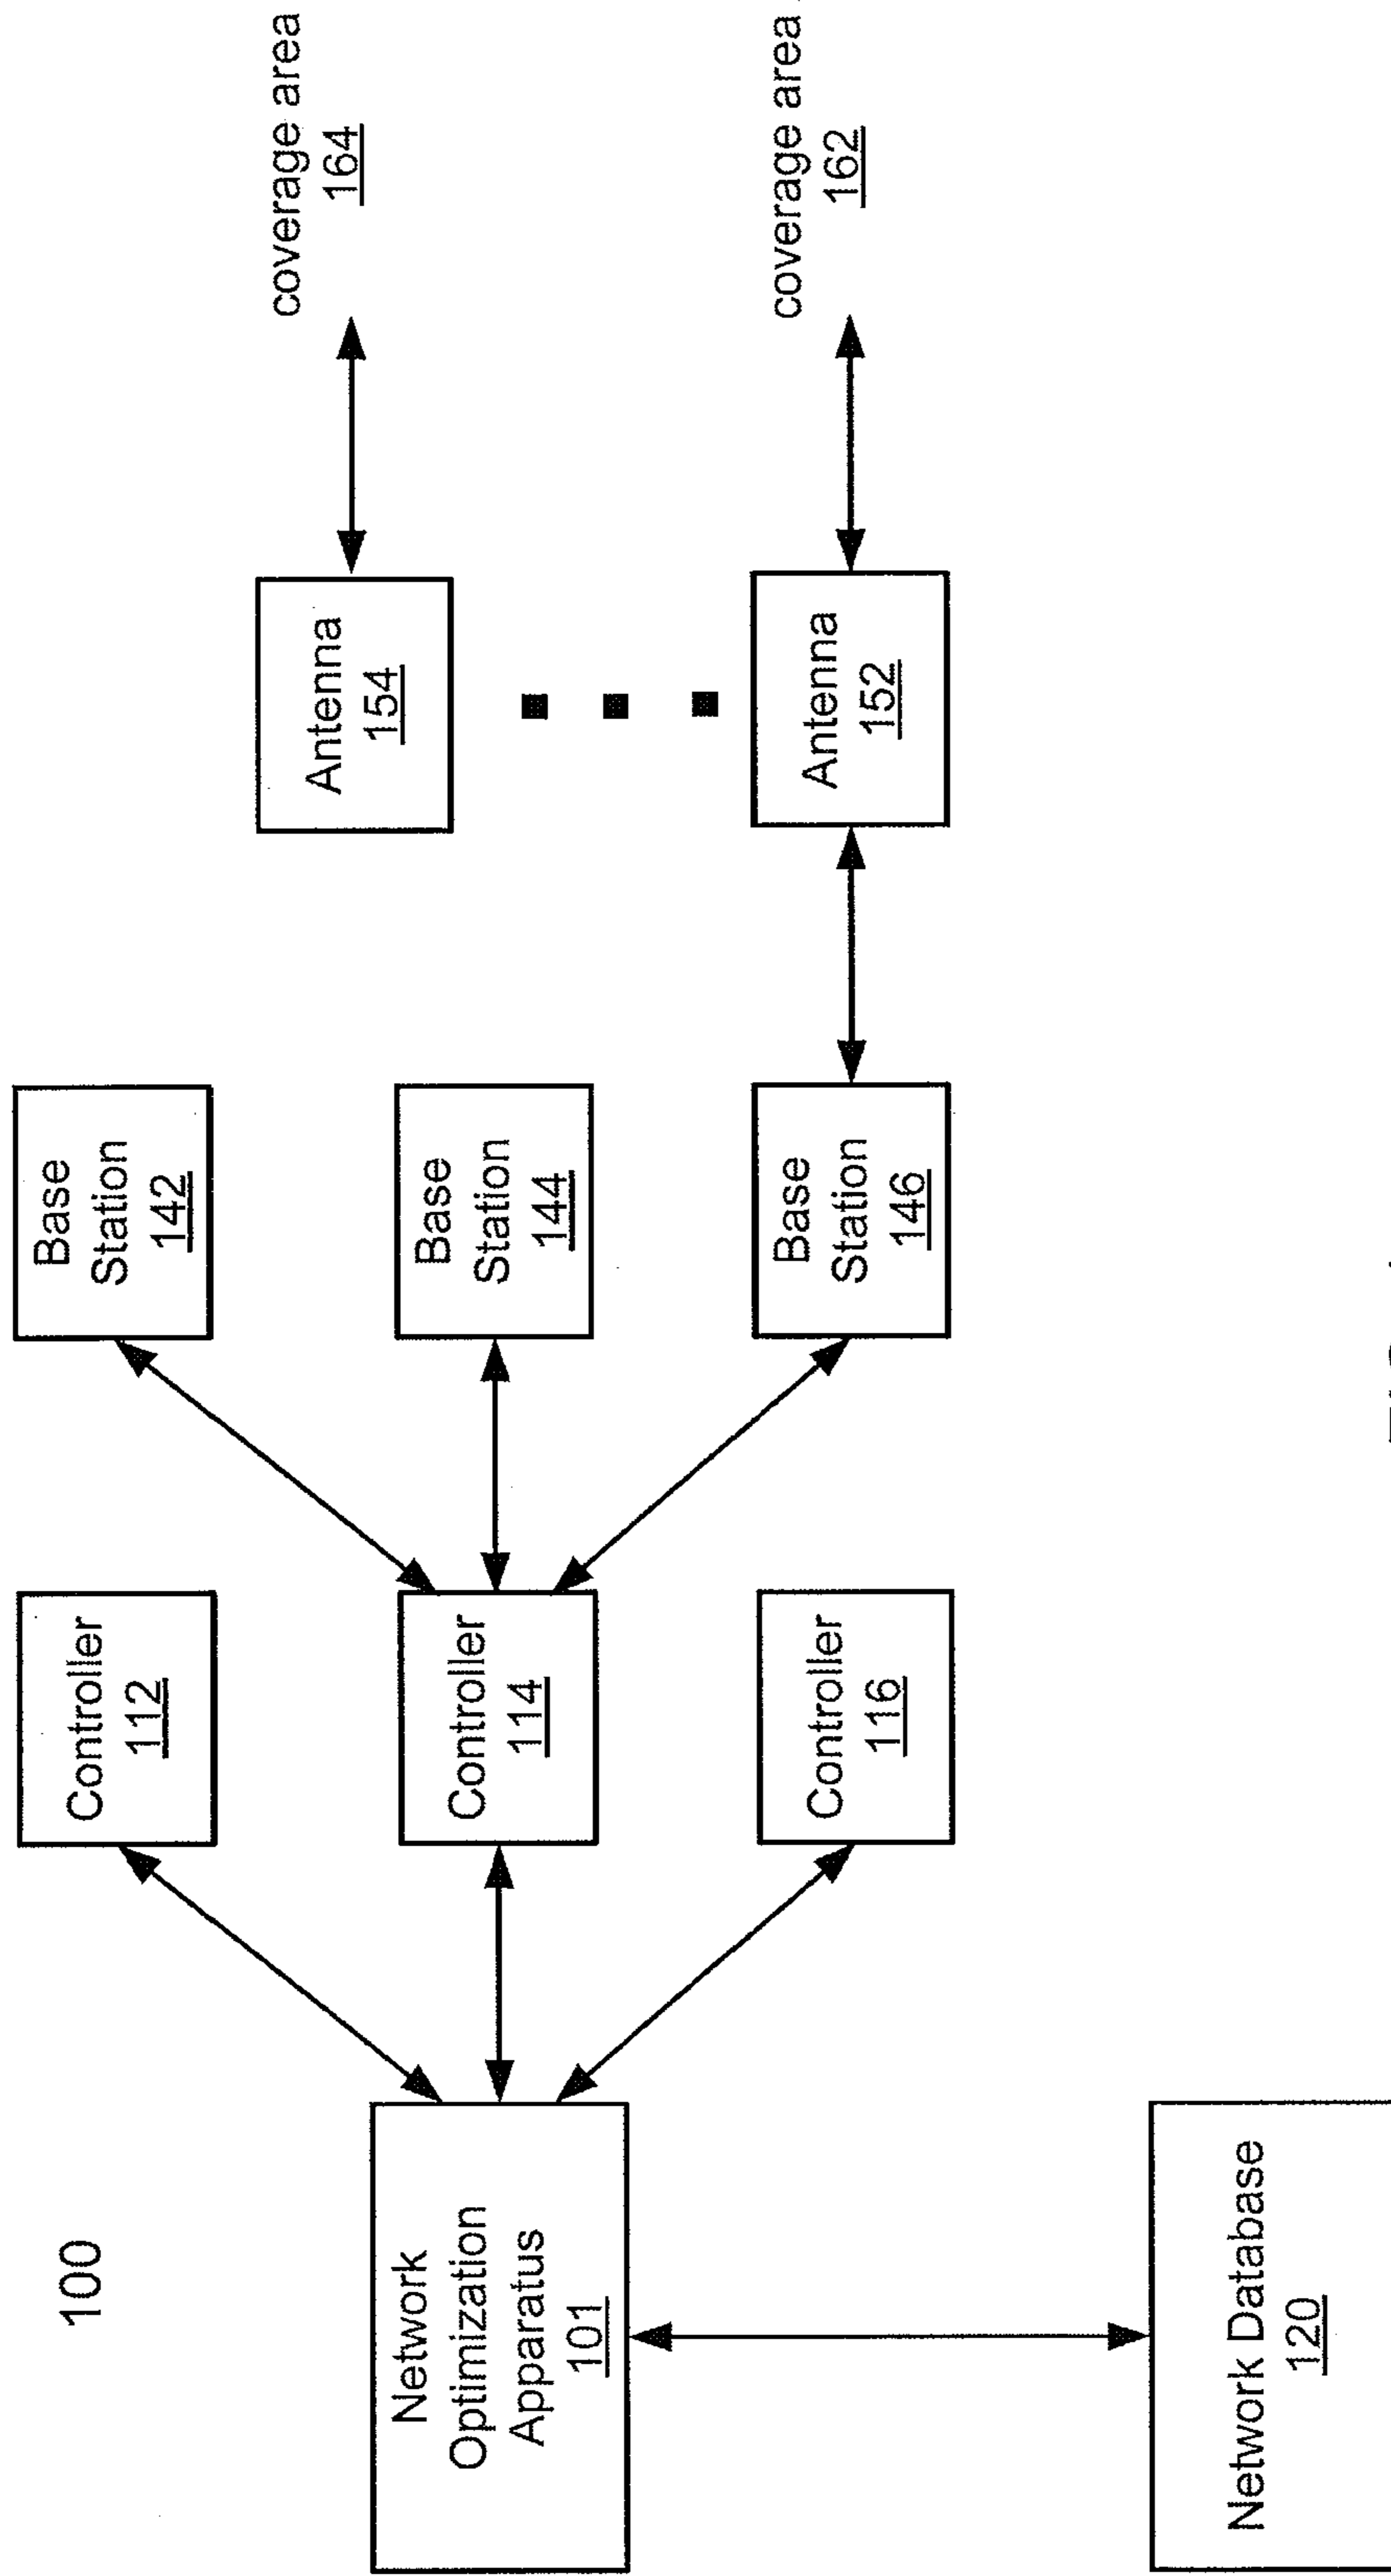 100
Network
Optimization
Apparatus
101
Network Database
120
Controller
112
Controller
114
Controller
116
Base
Station
142
Base
Station
144
Base
Station
146
Antenna
154
Antenna
152
coverage area
164
coverage area
162